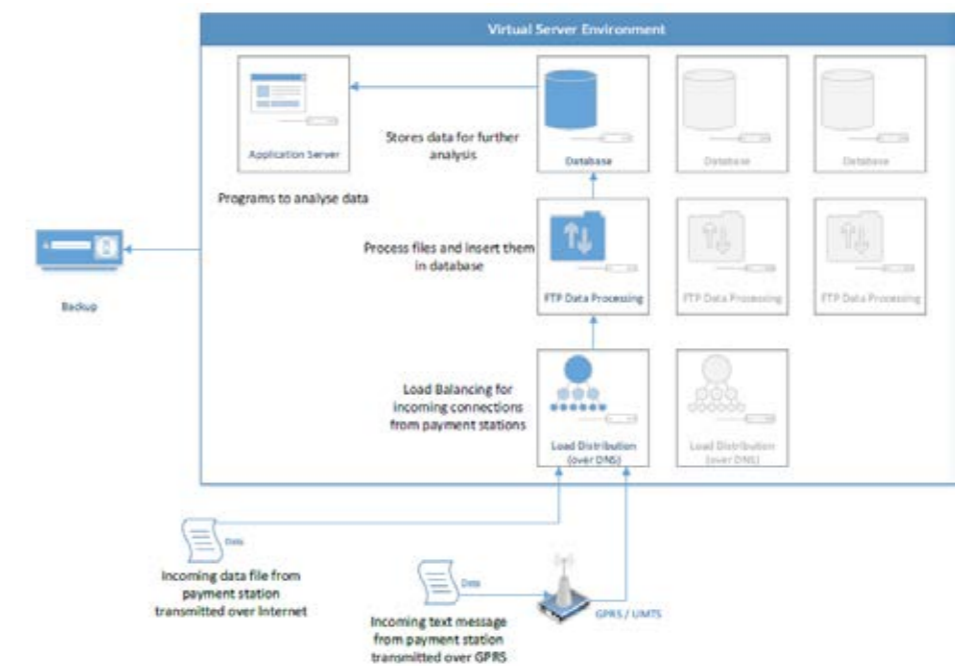 Virtual Server Environment
Application Server
Programs to analyse data
Stores data for further
analysis
Database
Database
Database
Process files and insert them
in database
FTP Data Processing
FTP Data Processing
FTP Data Processing
Backup
Load Balancing for
incoming connections
from payment stations
Load Distribution
(over DNS)
Load Distribution
(over DNS)
Data
Incoming data file from
payment station
transmitted over Internet
Data
Incoming text message
from payment station
transmitted over GPRS
GPRS / UMTS